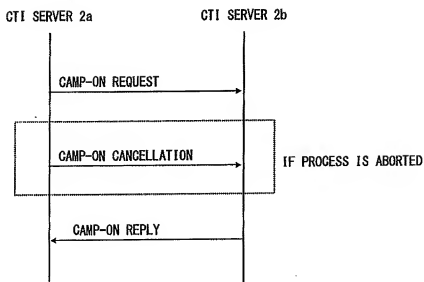 CTI SERVER 2a
CTI SERVER 2b
CAMP-ON REQUEST
CAMP-ON CANCELLATION
IF PROCESS IS ABORTED
CAMP-ON REPLY